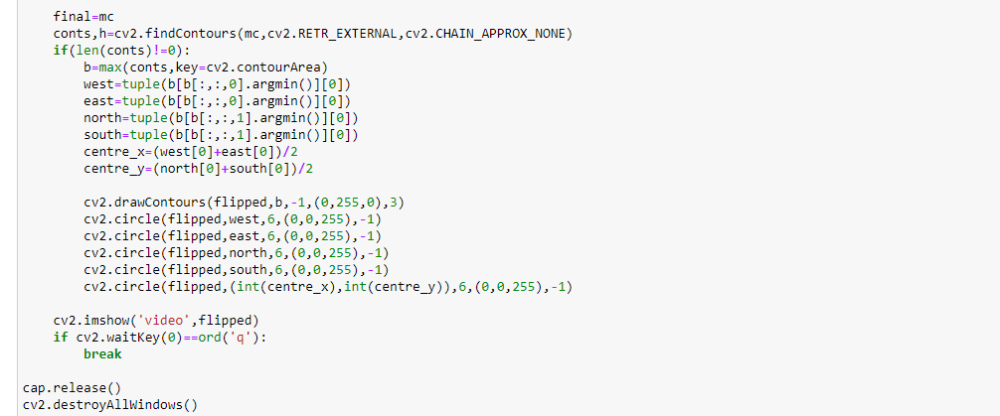 final=mc
conts,h=cv2.findContours(mc,cv2.RETR_EXTERNAL,cv2.CHAIN_APPROX_NONE)
if(len(conts)!=0):
b=max(conts,key=cv2.contourArea)
west=tuple(b[b[:,:,0].argmin()][0])
east=tuple(b[b[:,:,0].argmin()][0])
north=tuple(b[b[:,:,1].argmin()][0])
south=tuple(b[b[:,:,1].argmin()][0])
centre_x=(west[0]+east[0])/2
centre_y=(north[0]+south[0])/2
cv2.drawContours(flipped,b,-1,(0,255,0),3)
cv2.circle(flipped,west,6,(0,0,255),-1)
cv2.circle(flipped,east,6,(0,0,255),-1)
cv2.circle(flipped,north,6,(0,0,255),-1)
cv2.circle(flipped,south,6,(0,0,255),-1)
cv2.circle(flipped,(int(centre_x),int(centre_y)),6,(0,0,255),-1)
cv2.imshow('video',flipped)
if cv2.waitKey(0)==ord('q'):
break
cap.release()
cv2.destroyAllWindows()